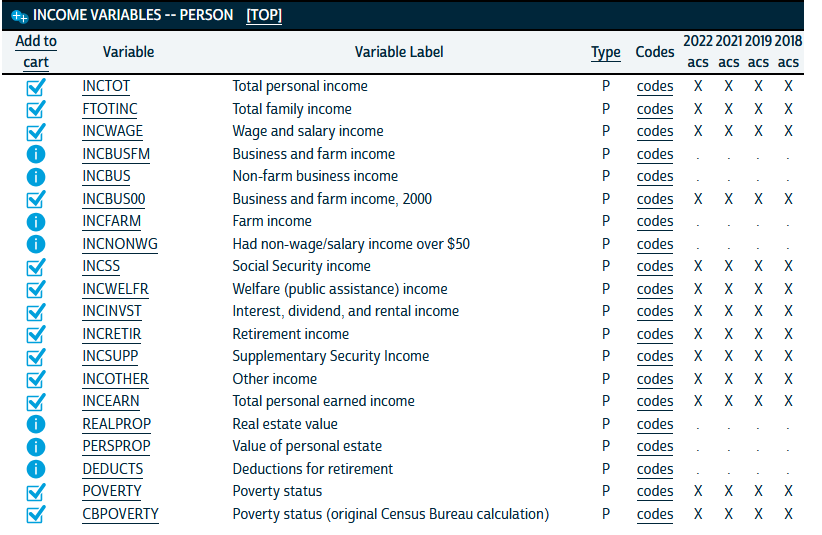 INCOME VARIABLES -- PERSON [TOP]
Add to cart Variable Variable Label Type Codes 2022 acs 2021 acs 2019 acs 2018 acs
INCTOT Total personal income P codes X X X X
FTOTINC Total family income P codes X X X X
INCWAGE Wage and salary income P codes X X X X
INCBUSFM Business and farm income P codes . . . .
INCBUS Non-farm business income P codes . . . .
INCBUS00 Business and farm income, 2000 P codes X X X X
INCFARM Farm income P codes . . . .
INCNONWG Had non-wage/salary income over $50 P codes . . . .
INCSS Social Security income P codes X X X X
INCWELFR Welfare (public assistance) income P codes X X X X
INCINVST Interest, dividend, and rental income P codes X X X X
INCRETIR Retirement income P codes X X X X
INCSUPP Supplementary Security Income P codes X X X X
INCOTHER Other income P codes X X X X
INCEARN Total personal earned income P codes X X X X
REALPROP Real estate value P codes . . . .
PERSPROP Value of personal estate P codes . . . .
DEDUCTS Deductions for retirement P codes . . . .
POVERTY Poverty status P codes X X X X
CBPOVERTY Poverty status (original Census Bureau calculation) P codes X X X X